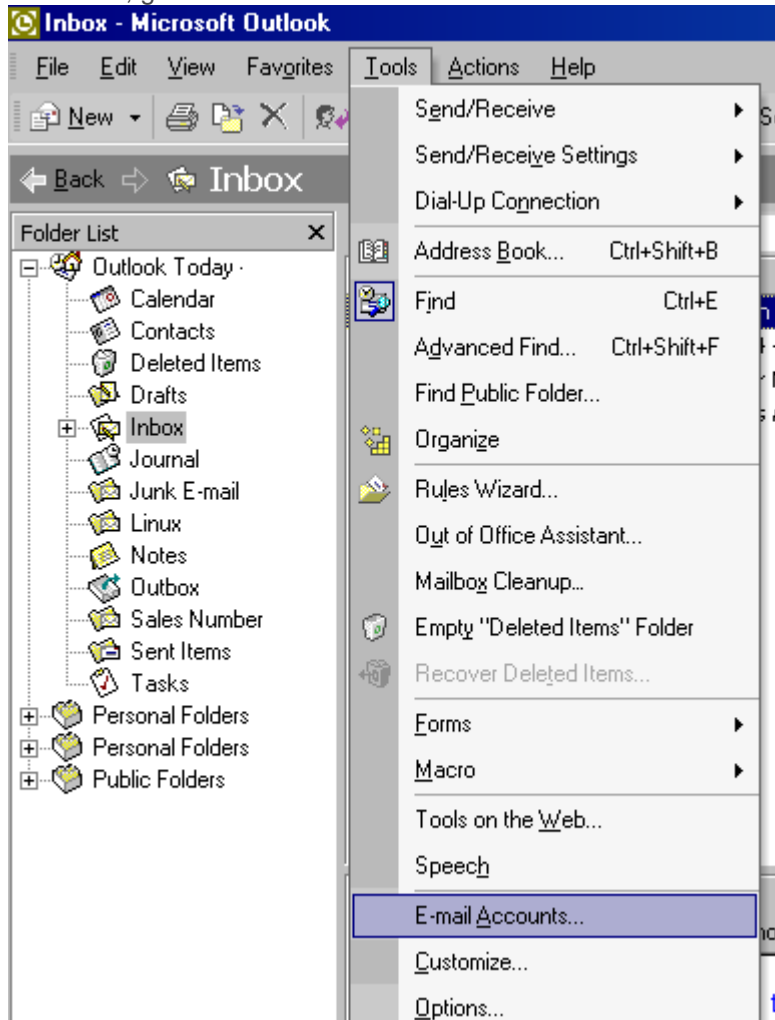 Inbox - Microsoft Outlook
File Edit View Favorites Tools Actions Help
New
Back Inbox
Folder List
Outlook Today
Calendar
Contacts
Deleted Items
Drafts
Inbox
Journal
Junk E-mail
Linux
Notes
Outbox
Sales Number
Sent Items
Tasks
Personal Folders
Personal Folders
Public Folders
Send/Receive
Send/Receive Settings
Dial-Up Connection
Address Book... Ctrl+Shift+B
Find Ctrl+E
Advanced Find... Ctrl+Shift+F
Find Public Folder...
Organize
Rules Wizard...
Out of Office Assistant...
Mailbox Cleanup...
Empty "Deleted Items" Folder
Recover Deleted Items...
Forms
Macro
Tools on the Web...
Speech
E-mail Accounts...
Customize...
Options...